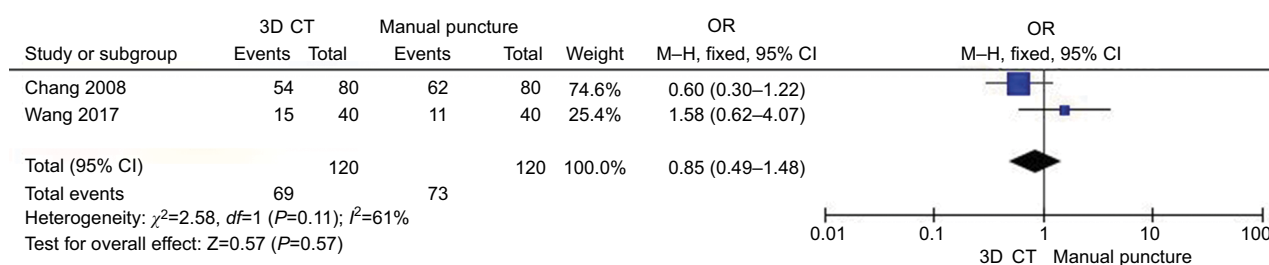 3D CT Manual puncture OR OR
Study or subgroup Events Total Events Total Weight M–H, fixed, 95% CI M–H, fixed, 95% CI
Chang 2008 54 80 62 80 74.6% 0.60 (0.30–1.22)
Wang 2017 15 40 11 40 25.4% 1.58 (0.62–4.07)
Total (95% CI) 120 120 100.0% 0.85 (0.49–1.48)
Total events 69 73
Heterogeneity: χ²=2.58, df=1 (P=0.11); I²=61%
Test for overall effect: Z=0.57 (P=0.57)
0.01 0.1 1 10 100
3D CT Manual puncture